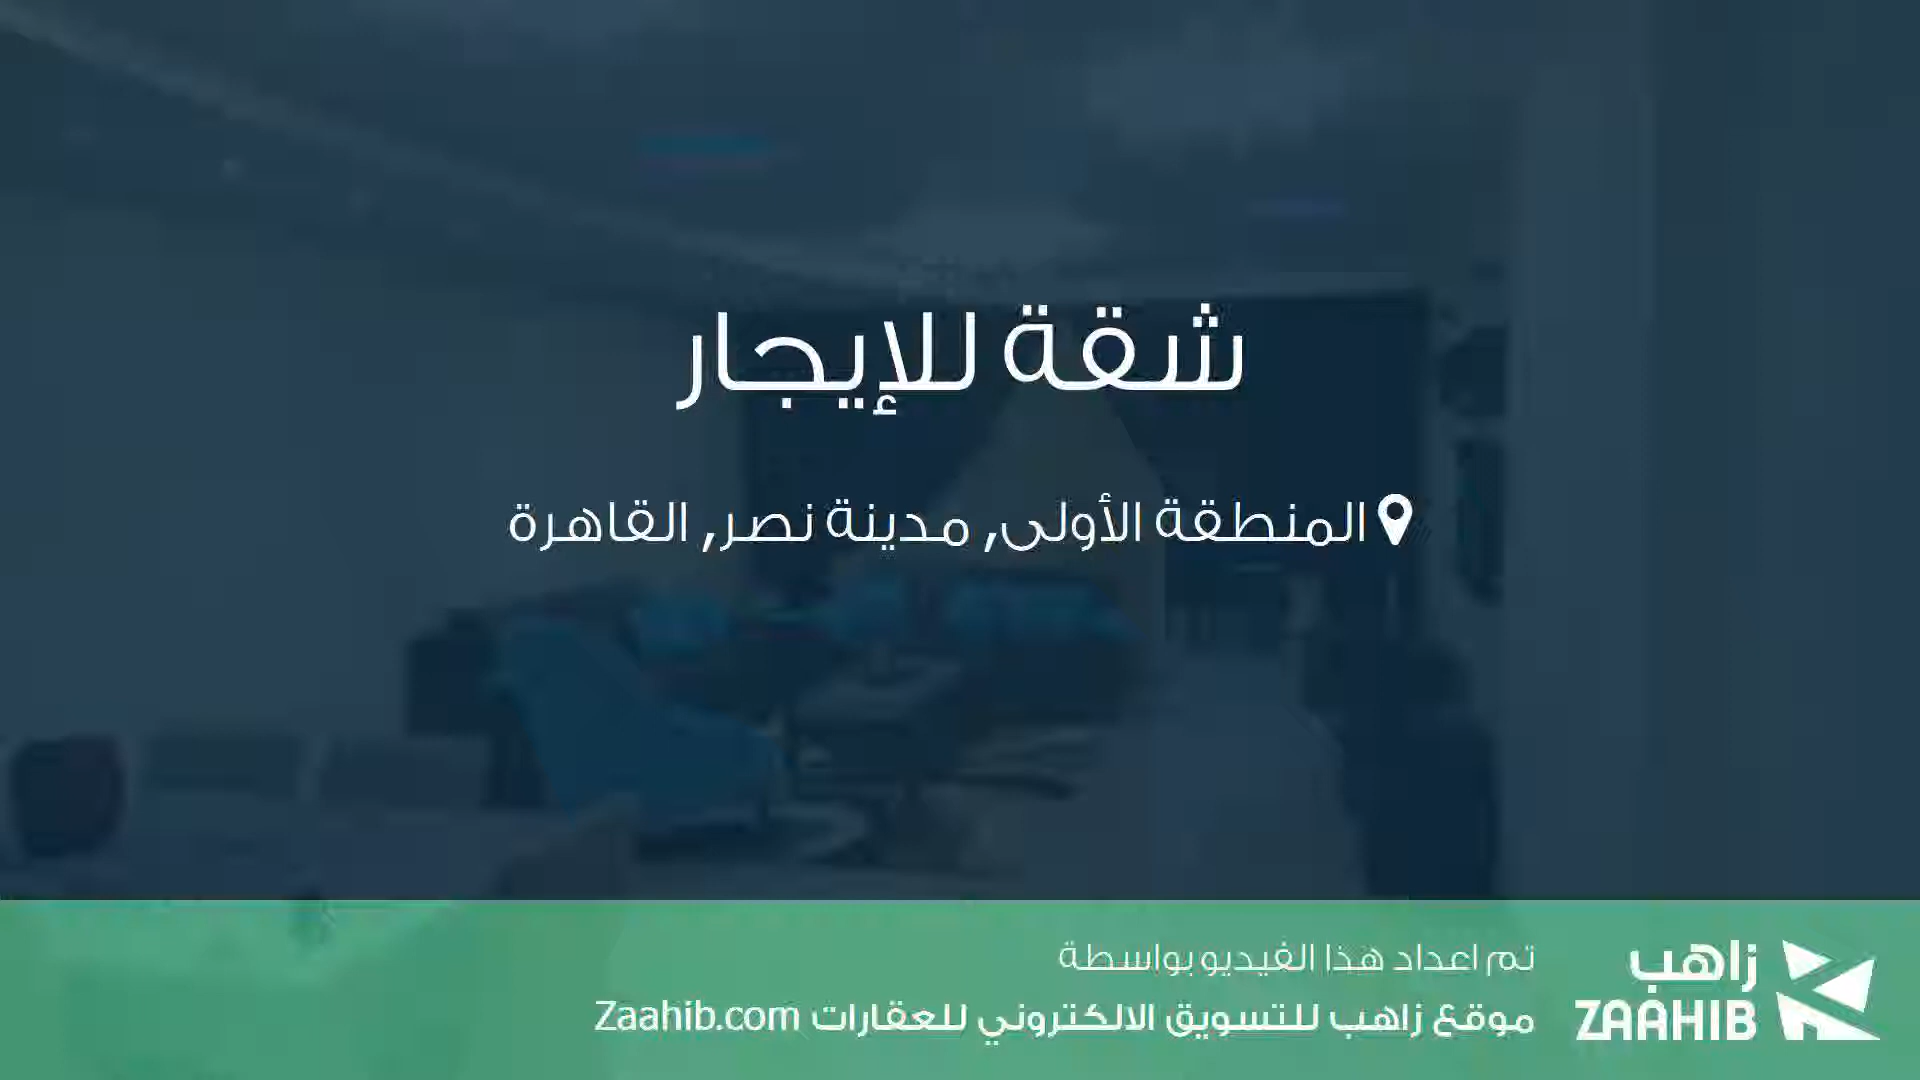 شقة للإيجار
المنطقة الأولى, مدينة نصر, القاهرة
زاهب
ZAAHIB
تم اعداد هذا الفيديو بواسطة
موقع زاهب للتسويق الالكتروني للعقارات Zaahib.com